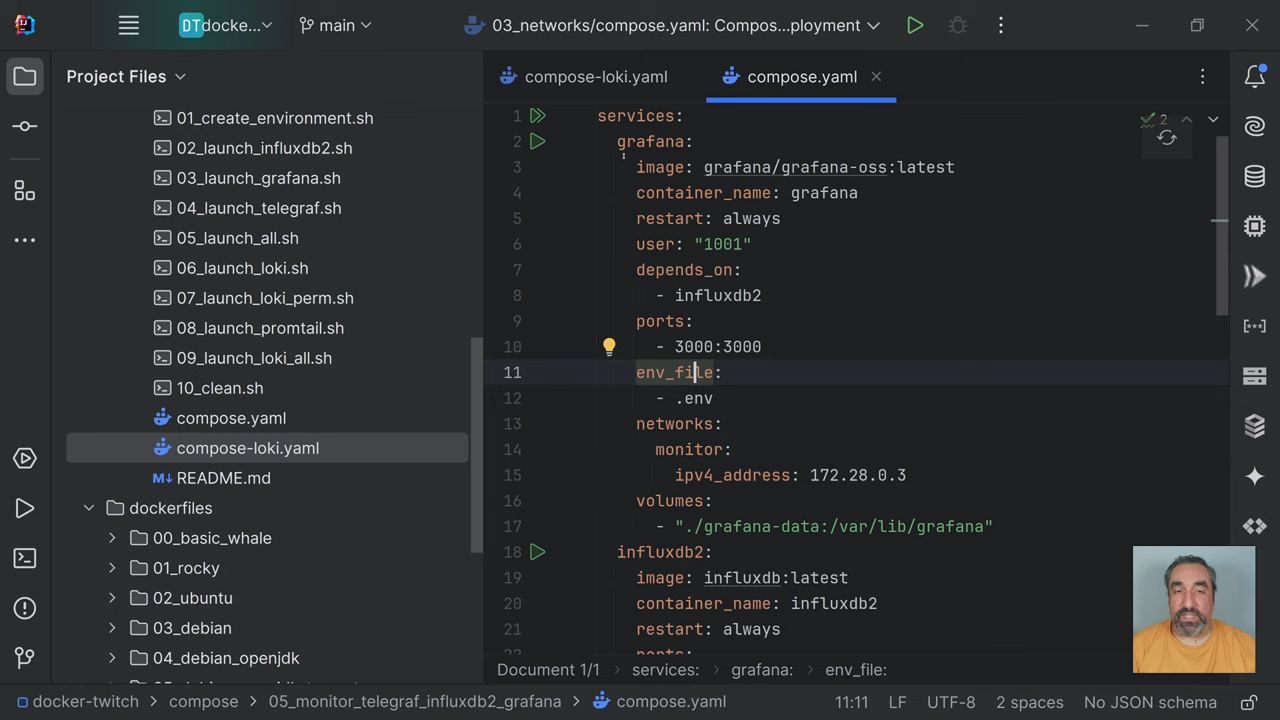 DT docke...
main
03_networks/compose.yaml: Compos...ployment
Project Files
compose-loki.yaml
compose.yaml
01_create_environment.sh
02_launch_influxdb2.sh
03_launch_grafana.sh
04_launch_telegraf.sh
05_launch_all.sh
06_launch_loki.sh
07_launch_loki_perm.sh
08_launch_promtail.sh
09_launch_loki_all.sh
10_clean.sh
compose.yaml
compose-loki.yaml
README.md
dockerfiles
00_basic_whale
01_rocky
02_ubuntu
03_debian
04_debian_openjdk
1 services:
2 grafana:
3 image: grafana/grafana-oss:latest
4 container_name: grafana
5 restart: always
6 user: "1001"
7 depends_on:
8 - influxdb2
9 ports:
10 - 3000:3000
11 env_file:
12 - .env
13 networks:
14 monitor:
15 ipv4_address: 172.28.0.3
16 volumes:
17 - "./grafana-data:/var/lib/grafana"
18 influxdb2:
19 image: influxdb:latest
20 container_name: influxdb2
21 restart: always
2
Document 1/1 services: grafana: env_file:
docker-twitch compose 05_monitor_telegraf_influxdb2_grafana compose.yaml 11:11 LF UTF-8 2 spaces No JSON schema